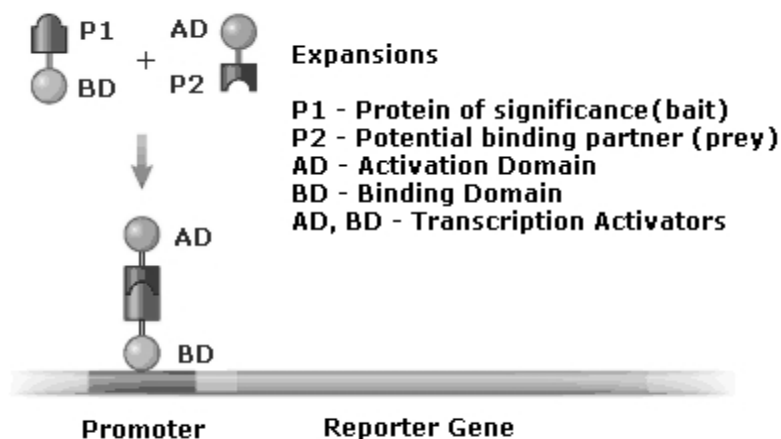 P1
AD
BD
+
P2
Expansions
P1 - Protein of significance(bait)
P2 - Potential binding partner (prey)
AD - Activation Domain
BD - Binding Domain
AD, BD - Transcription Activators
AD
BD
Promoter
Reporter Gene